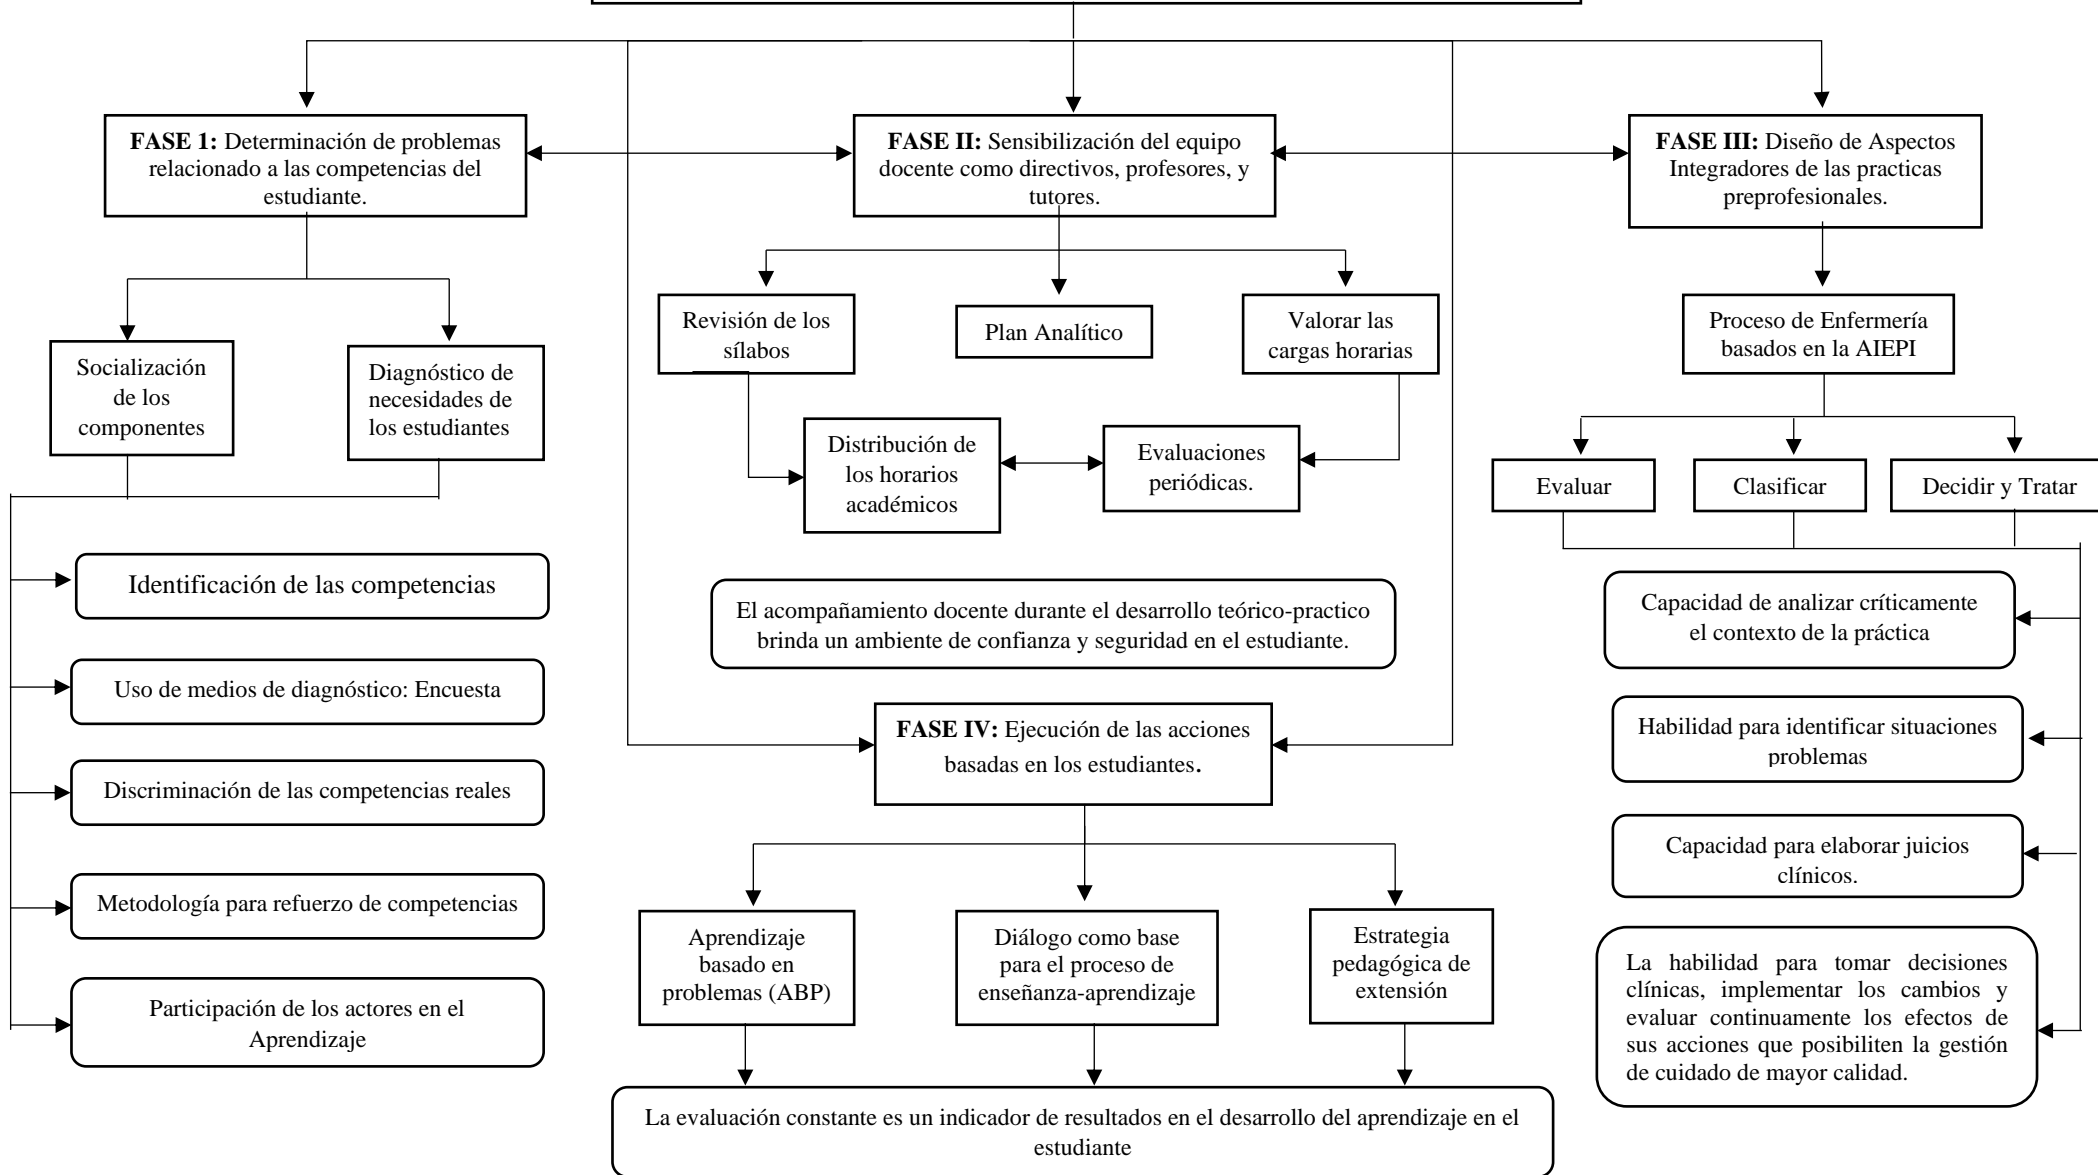 FASE 1: Determinación de problemas
relacionado a las competencias del
estudiante.
FASE II: Sensibilización del equipo
docente como directivos, profesores, y
tutores.
FASE III: Diseño de Aspectos
Integradores de las practicas
preprofesionales.
Socialización
de los
componentes
Diagnóstico de
necesidades de
los estudiantes
Revisión de los
sílabos
Plan Analítico
Valorar las
cargas horarias
Proceso de Enfermería
basados en la AIEPI
Distribución de
los horarios
académicos
Evaluaciones
periódicas.
Evaluar
Clasificar
Decidir y Tratar
Identificación de las competencias
Uso de medios de diagnóstico: Encuesta
Discriminación de las competencias reales
Metodología para refuerzo de competencias
Participación de los actores en el
Aprendizaje
El acompañamiento docente durante el desarrollo teórico-practico
brinda un ambiente de confianza y seguridad en el estudiante.
FASE IV: Ejecución de las acciones
basadas en los estudiantes.
Aprendizaje
basado en
problemas (ABP)
Diálogo como base
para el proceso de
enseñanza-aprendizaje
Estrategia
pedagógica de
extensión
La evaluación constante es un indicador de resultados en el desarrollo del aprendizaje en el
estudiante
Capacidad de analizar críticamente
el contexto de la práctica
Habilidad para identificar situaciones
problemas
Capacidad para elaborar juicios
clínicos.
La habilidad para tomar decisiones
clínicas, implementar los cambios y
evaluar continuamente los efectos de
sus acciones que posibiliten la gestión
de cuidado de mayor calidad.